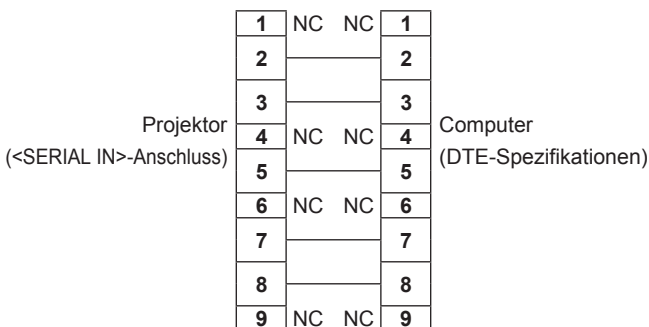 1 NC NC 1
2 2
3 3
Projektor
(<SERIAL IN>-Anschluss)
4 NC NC 4
Computer
(DTE-Spezifikationen)
5 5
6 NC NC 6
7 7
8 8
9 NC NC 9